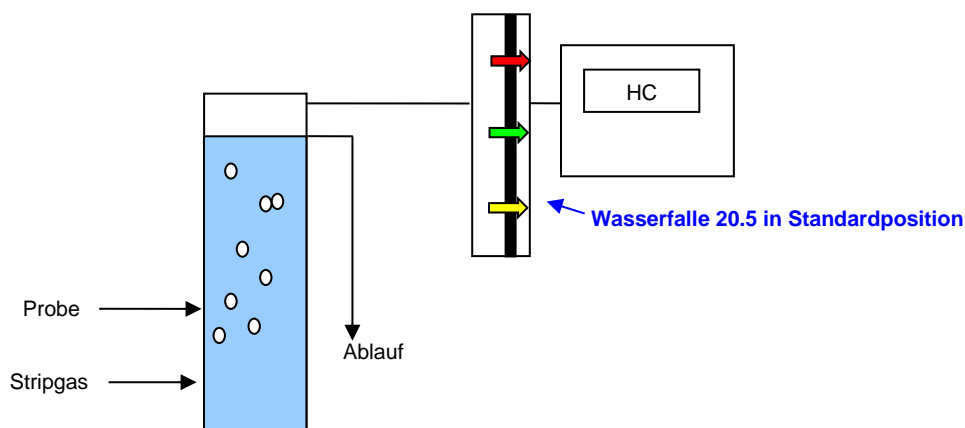 HC
Wasserfalle 20.5 in Standardposition
Probe
Ablauf
Stripgas